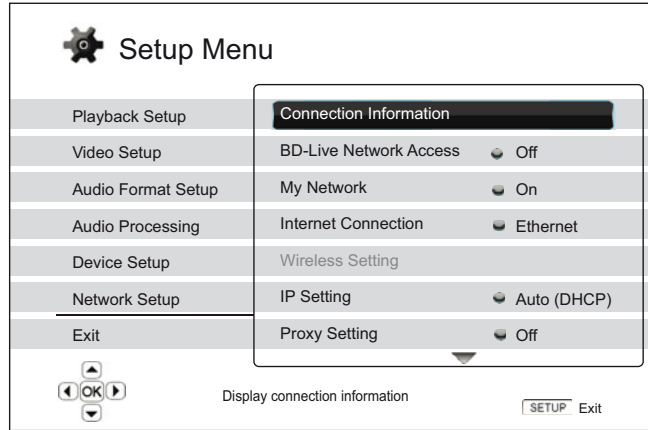 Setup Menu
Playback Setup
Video Setup
Audio Format Setup
Audio Processing
Device Setup
Network Setup
Exit
Connection Information
BD-Live Network Access Off
My Network On
Internet Connection Ethernet
Wireless Setting
IP Setting Auto (DHCP)
Proxy Setting Off
OK
Display connection information
SETUP Exit